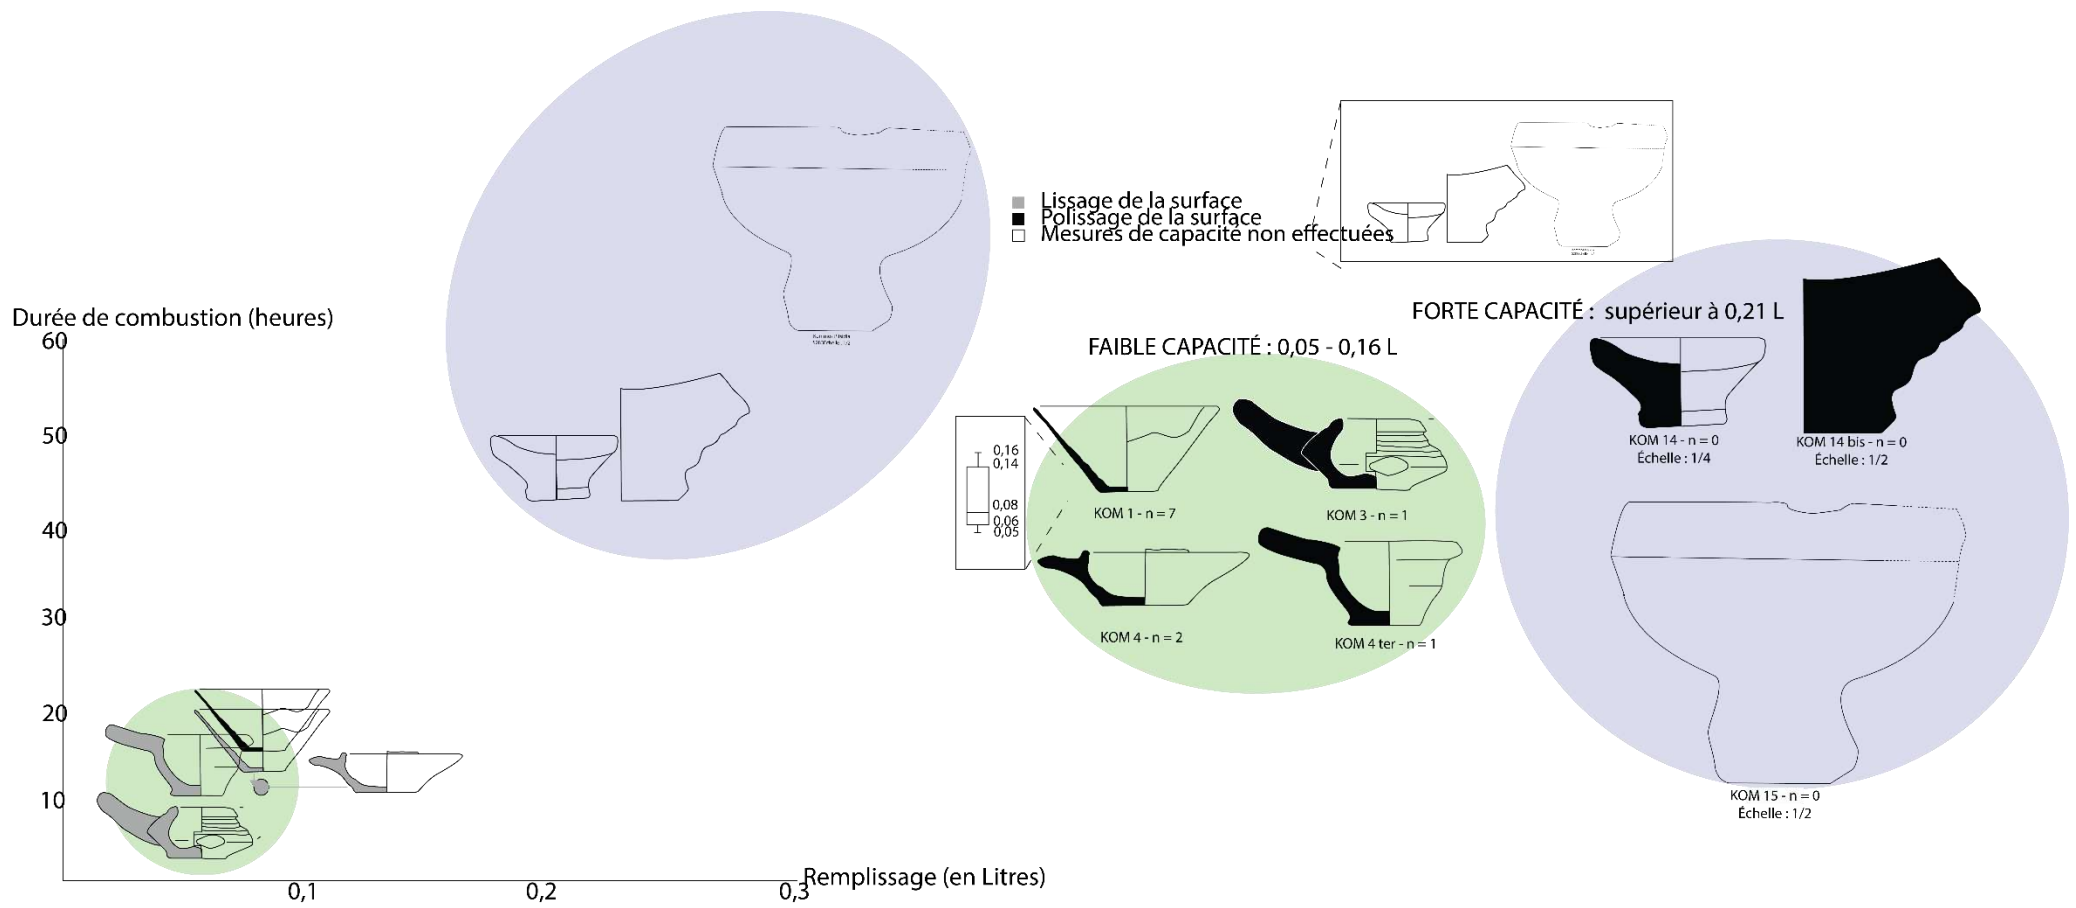 Lissage de la surface
Polissage de la surface
Mesures de capacité non effectuées
FORTE CAPACITÉ : supérieur à 0,21 L
Durée de combustion (heures)
60
FAIBLE CAPACITÉ : 0,05 - 0,16 L
50
KOM 14 - n = 0
Échelle : 1/4
KOM 14 bis - n = 0
Échelle : 1/2
0,16
0,14
0,08
0,06
0,05
KOM 1 - n = 7
KOM 3 - n = 1
40
30
KOM 4 - n = 2
KOM 4 ter - n = 1
20
10
KOM 15 - n = 0
Échelle : 1/2
Remplissage (en Litres)
0,1
0,2
0,3